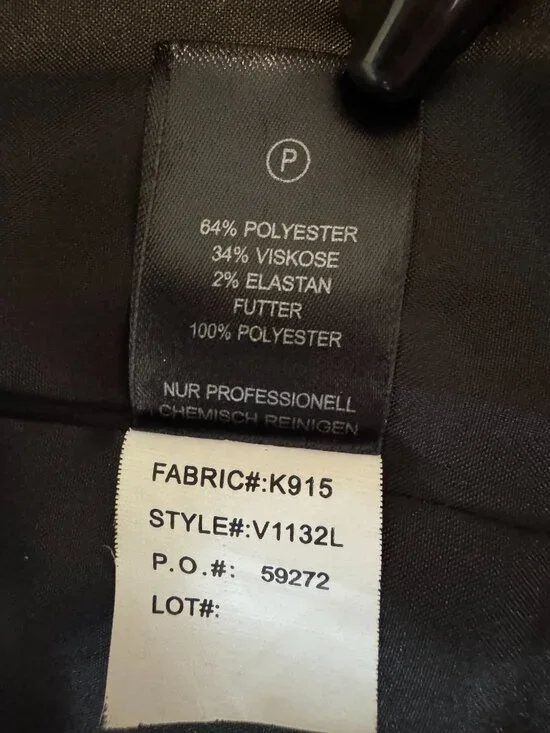 P
64% POLYESTER
34% VISKOSE
2% ELASTAN
FUTTER
100% POLYESTER
NUR PROFESSIONELL
CHEMISCH REINIGEN
FABRIC#:K915
STYLE#:V1132L
P.O.#: 59272
LOT#: